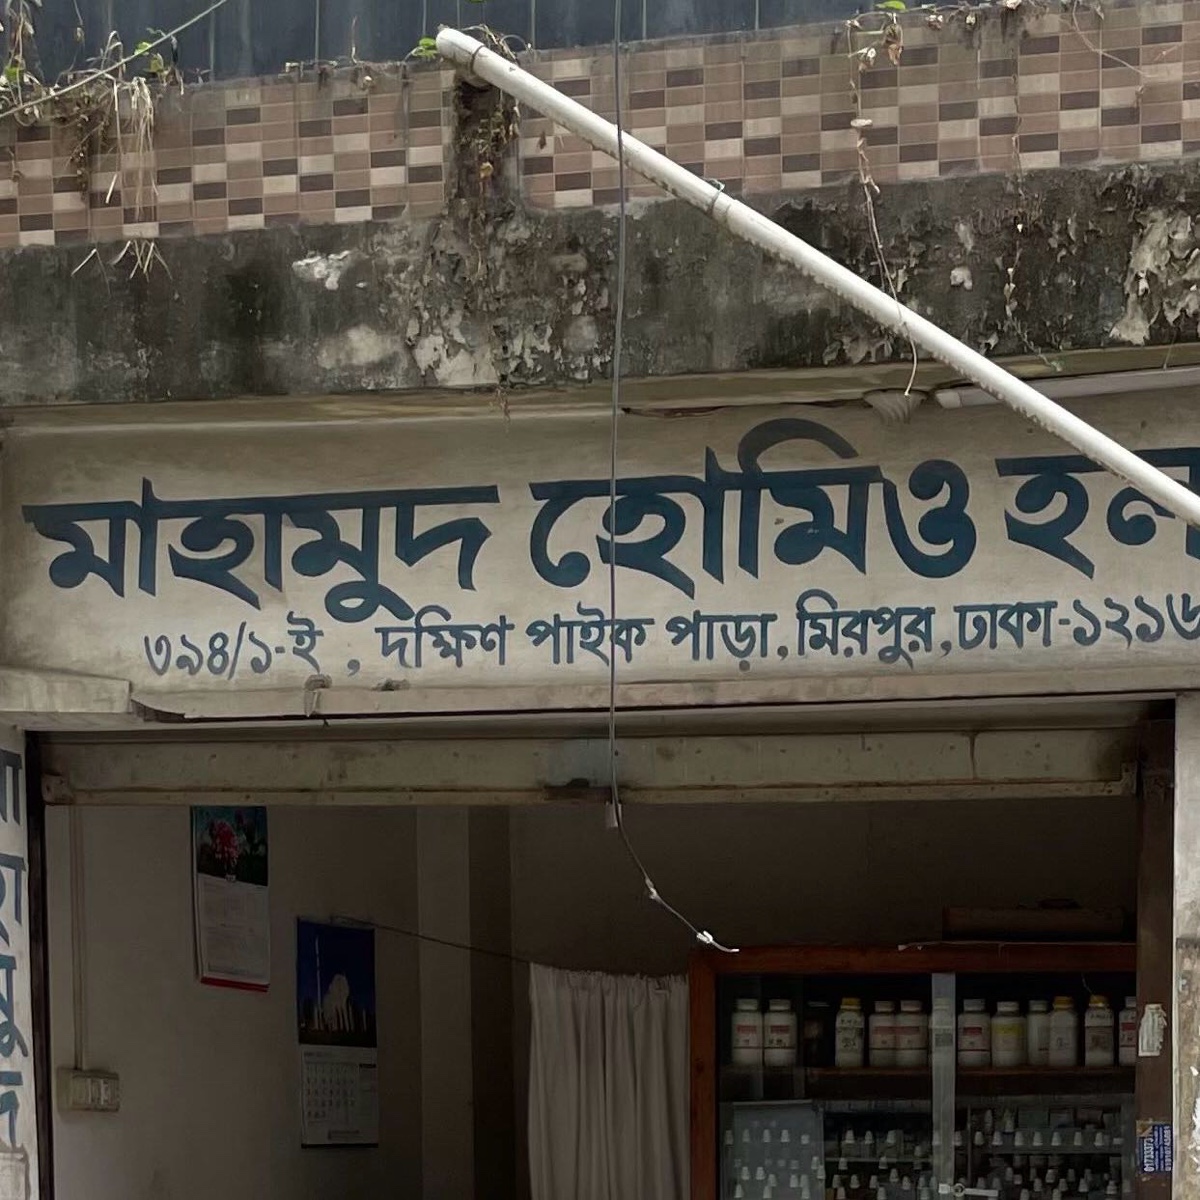 মাহামুদ হোমিও হল
৩৯৪/১-ই, দক্ষিণ পাইক পাড়া, মিরপুর, ঢাকা-১২১৬
মাহামুদ